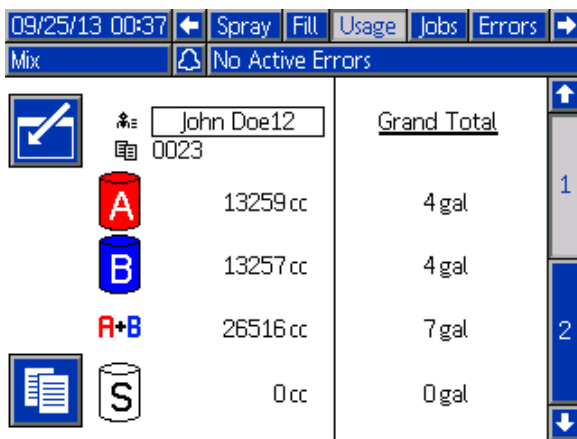 09/25/13 00:37 Spray Fill Usage Jobs Errors
Mix No Active Errors
John Doe12 Grand Total
0023
A 13259 cc 4 gal 1
B 13257 cc 4 gal
A+B 26516 cc 7 gal 2
S 0 cc 0 gal